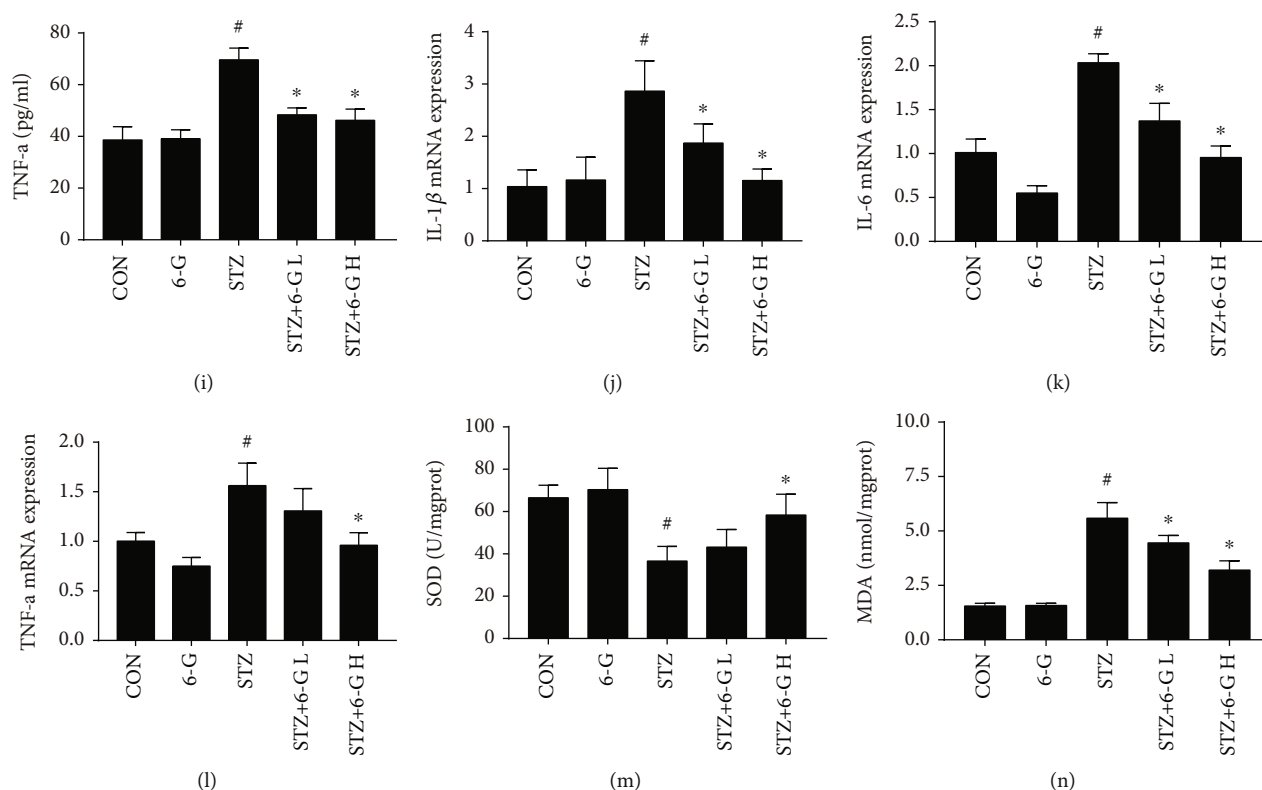 TNF-a (pg/ml)
80
60
40
20
0
#
*
*
CON
6-G
STZ
STZ+6-G L
STZ+6-G H
(i)
IL-1β mRNA expression
4
3
2
1
0
#
*
*
CON
6-G
STZ
STZ+6-G L
STZ+6-G H
(j)
IL-6 mRNA expression
2.5
2.0
1.5
1.0
0.5
0.0
#
*
*
CON
6-G
STZ
STZ+6-G L
STZ+6-G H
(k)
TNF-a mRNA expression
2.0
1.5
1.0
0.5
0.0
#
*
CON
6-G
STZ
STZ+6-G L
STZ+6-G H
(l)
SOD (U/mgprot)
100
80
60
40
20
0
#
*
CON
6-G
STZ
STZ+6-G L
STZ+6-G H
(m)
MDA (nmol/mgprot)
10.0
7.5
5.0
2.5
0.0
#
*
*
CON
6-G
STZ
STZ+6-G L
STZ+6-G H
(n)